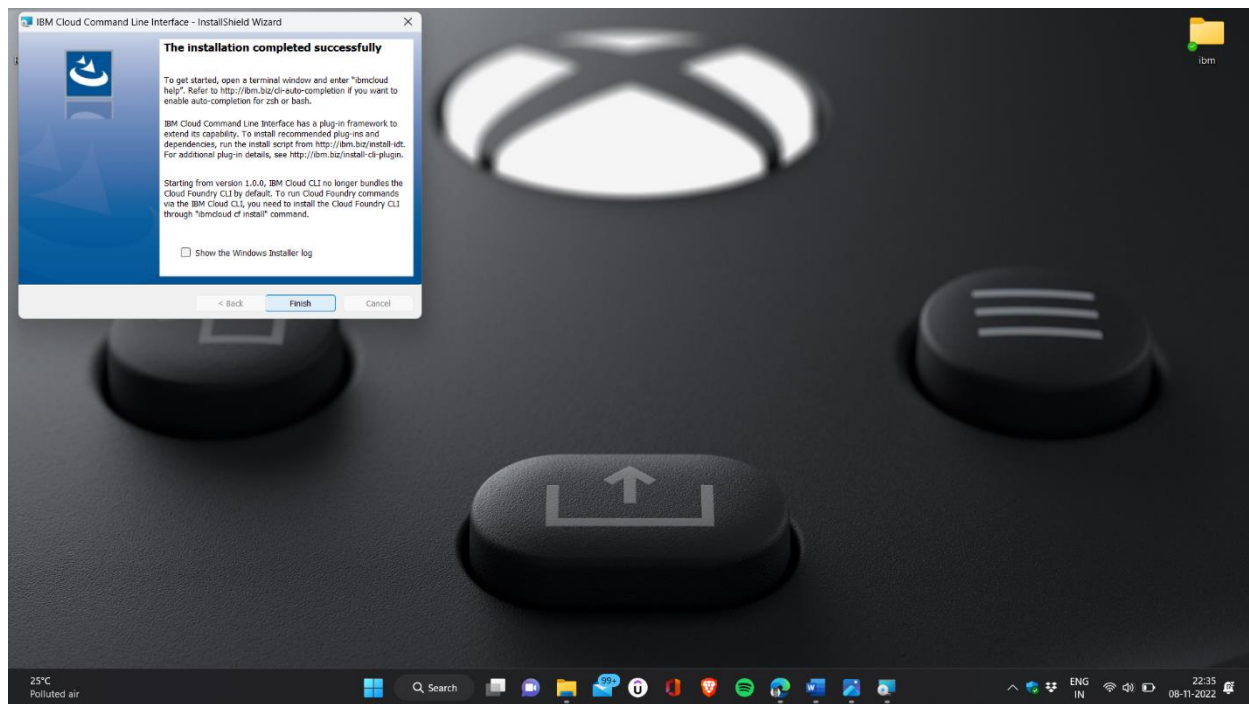 IBM Cloud Command Line Interface - InstallShield Wizard
The installation completed successfully
To get started, open a terminal window and enter "ibmcloud
help". Refer to http://ibm.biz/cli-auto-completion if you want to
enable auto-completion for zsh or bash.
IBM Cloud Command Line Interface has a plug-in framework to
extend its capability. To install recommended plug-ins and
dependencies, run the install script from http://ibm.biz/install-idt.
For additional plug-in details, see http://ibm.biz/install-cli-plugin.
Starting from version 1.0.0, IBM Cloud CLI no longer bundles the
Cloud Foundry CLI by default. To run Cloud Foundry commands
via the IBM Cloud CLI, you need to install the Cloud Foundry CLI
through "ibmcloud cf install" command.
Show the Windows Installer log
< Back Finish Cancel
ibm
25°C
Polluted air
Search
99+
ENG
IN
22:35
08-11-2022